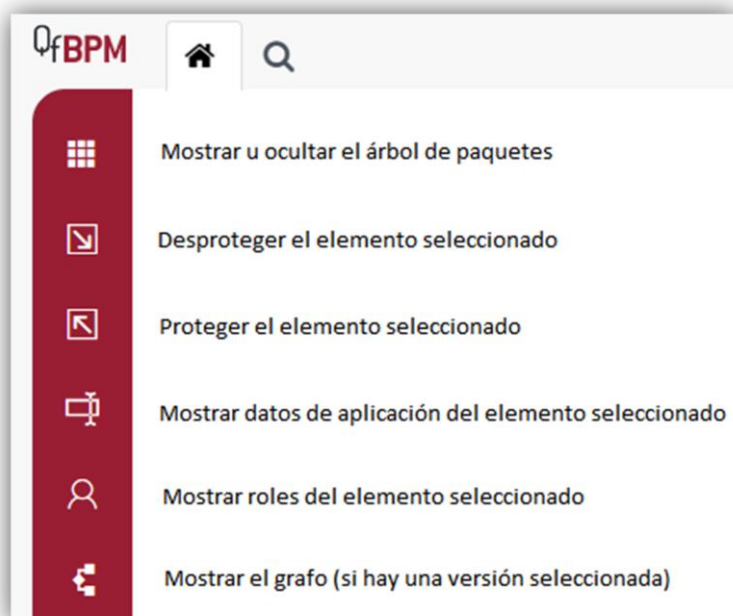 QfBPM
Mostrar u ocultar el árbol de paquetes
Desproteger el elemento seleccionado
Proteger el elemento seleccionado
Mostrar datos de aplicación del elemento seleccionado
Mostrar roles del elemento seleccionado
Mostrar el grafo (si hay una versión seleccionada)